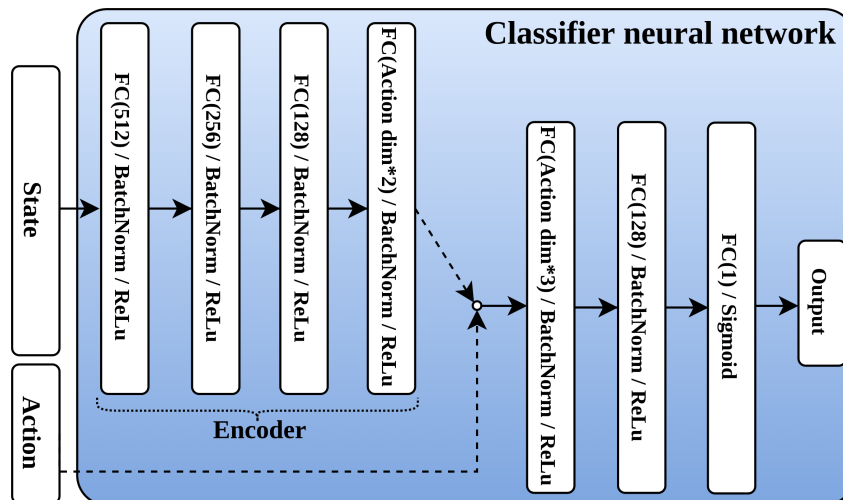 Classifier neural network
State
Action
FC(512) / BatchNorm / ReLu
FC(256) / BatchNorm / ReLu
FC(128) / BatchNorm / ReLu
FC(Action dim*2) / BatchNorm / ReLu
Encoder
FC(Action dim*3) / BatchNorm / ReLu
FC(128) / BatchNorm / ReLu
FC(1) / Sigmoid
Output